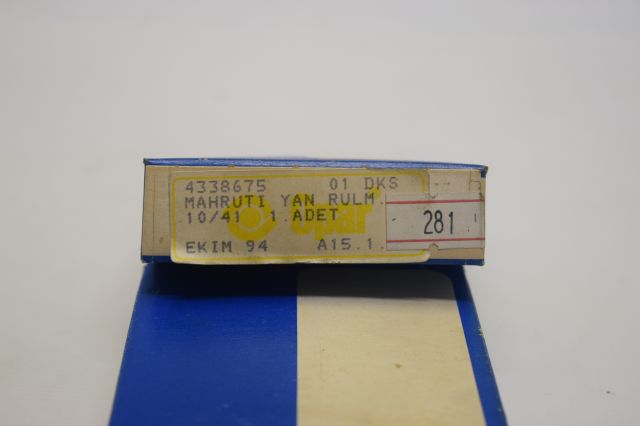 4338675 01 DKS
MAHRUTI YAN RULM.
10/41 1 ADET
opar
281
EKIM 94 A15.1.